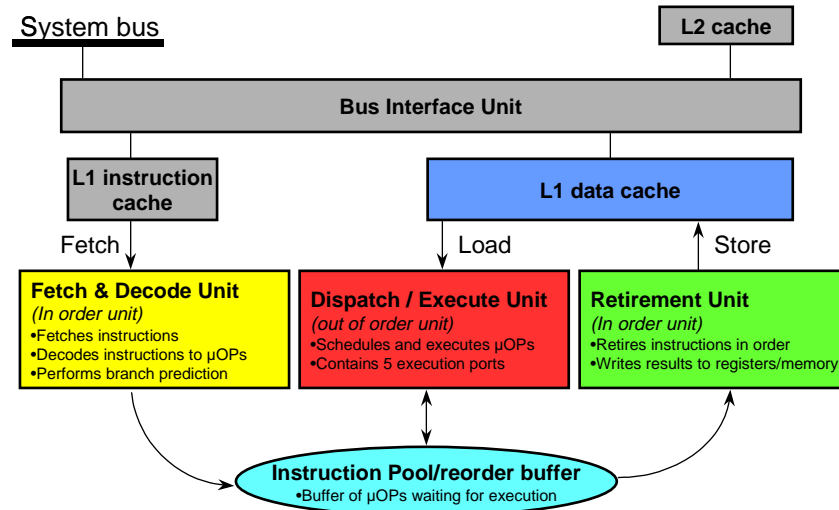 System bus
L2 cache
Bus Interface Unit
L1 instruction
cache
L1 data cache
Fetch
Load
Store
Fetch & Decode Unit
(In order unit)
•Fetches instructions
•Decodes instructions to µOPs
•Performs branch prediction
Dispatch / Execute Unit
(out of order unit)
•Schedules and executes µOPs
•Contains 5 execution ports
Retirement Unit
(In order unit)
•Retires instructions in order
•Writes results to registers/memory
Instruction Pool/reorder buffer
•Buffer of µOPs waiting for execution